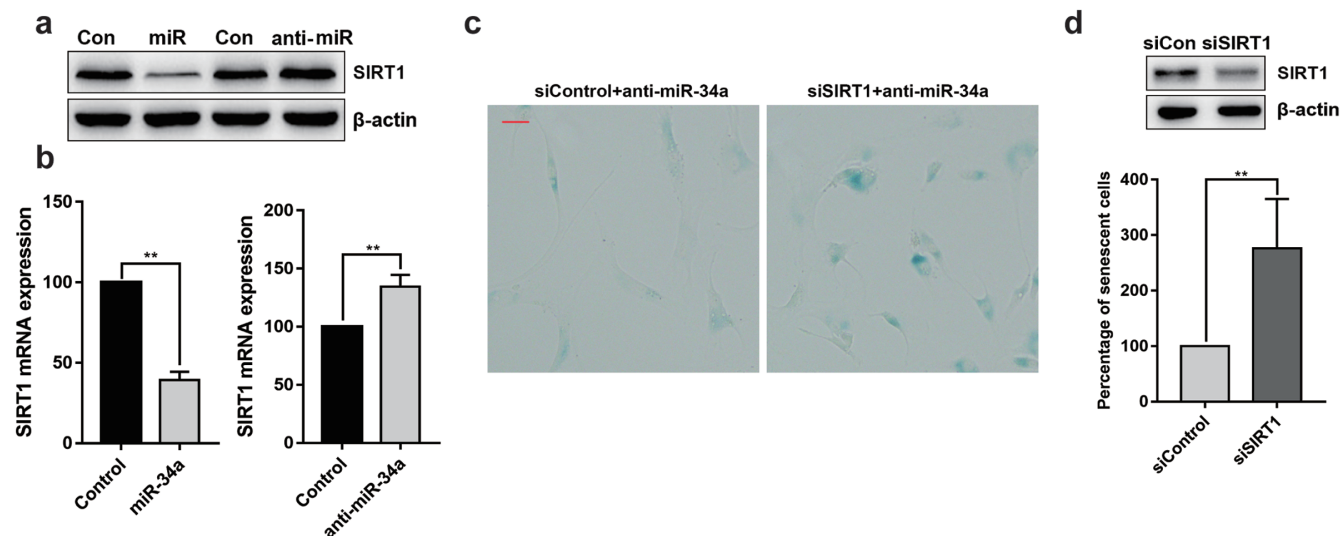 a
Con miR Con anti-miR
SIRT1
β-actin
b
SIRT1 mRNA expression
150
100
50
0
**
Control
miR-34a
SIRT1 mRNA expression
200
150
100
50
0
**
Control
anti-miR-34a
c
siControl+anti-miR-34a
siSIRT1+anti-miR-34a
d
siCon siSIRT1
SIRT1
β-actin
Percentage of senescent cells
400
300
200
100
0
**
siControl
siSIRT1